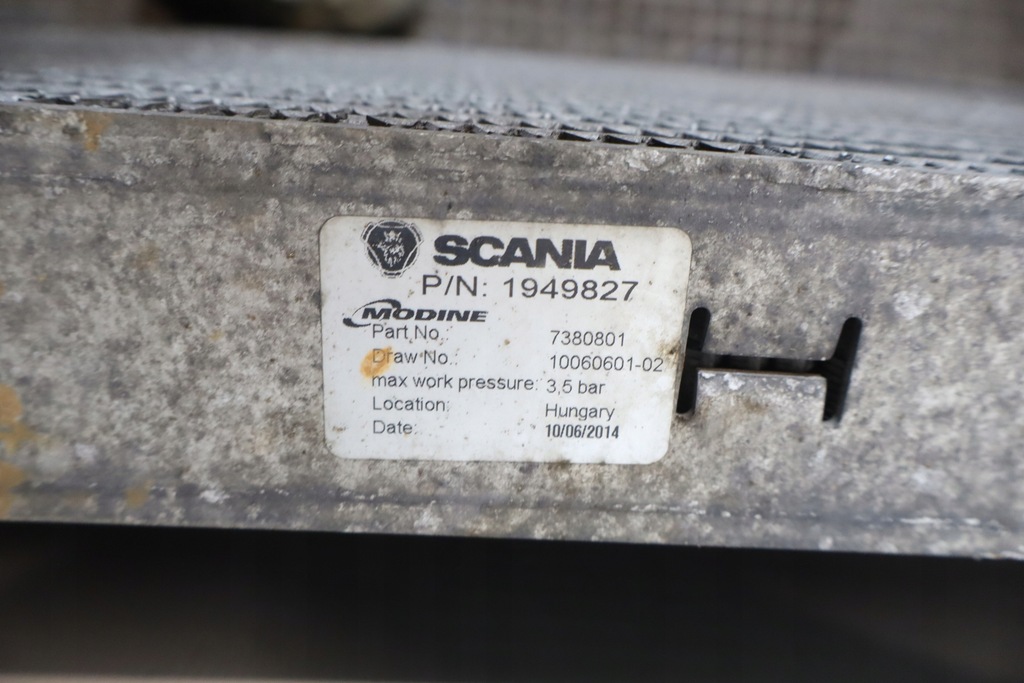 SCANIA
P/N: 1949827
MODINE
Part No.: 7380801
Draw No.: 10060601-02
max work pressure: 3,5 bar
Location: Hungary
Date: 10/06/2014